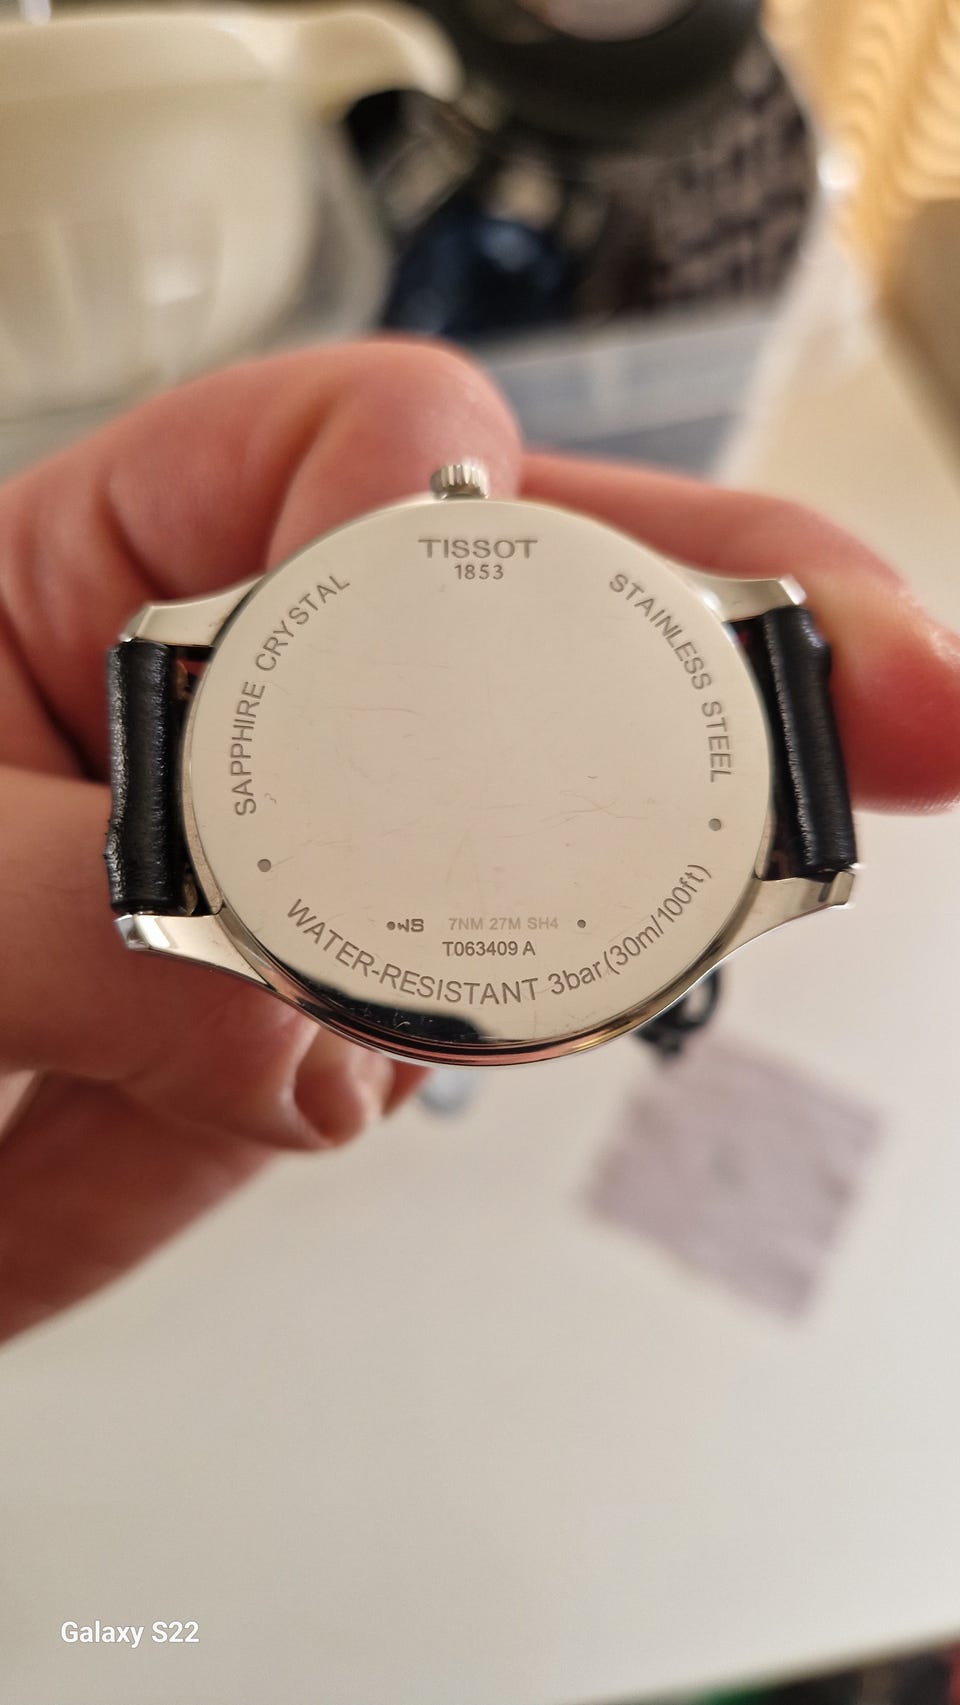 TISSOT
1853
SAPPHIRE CRYSTAL
STAINLESS STEEL
7NM 27M SH4
T063409 A
WATER-RESISTANT 3bar (30m/100ft)
Galaxy S22